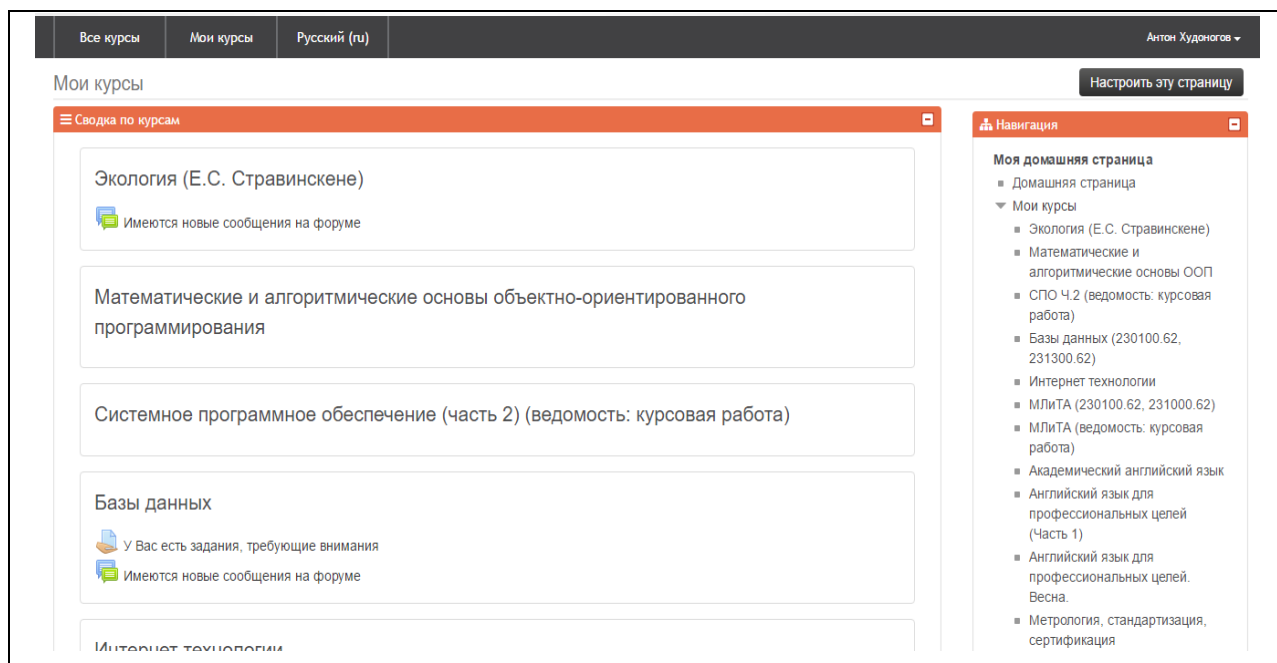 Все курсы
Мои курсы
Русский (ru)
Антон Худоногов
Мои курсы
Настроить эту страницу
Сводка по курсам
Экология (Е.С. Стравинскене)
Имеются новые сообщения на форуме
Математические и алгоритмические основы объектно-ориентированного
программирования
Системное программное обеспечение (часть 2) (ведомость: курсовая работа)
Базы данных
У Вас есть задания, требующие внимания
Имеются новые сообщения на форуме
Интернет технологии
Навигация
Моя домашняя страница
Домашняя страница
Мои курсы
Экология (Е.С. Стравинскене)
Математические и
алгоритмические основы ООП
СПО Ч.2 (ведомость: курсовая
работа)
Базы данных (230100.62,
231300.62)
Интернет технологии
МЛиТА (230100.62, 231000.62)
МЛиТА (ведомость: курсовая
работа)
Академический английский язык
Английский язык для
профессиональных целей
(Часть 1)
Английский язык для
профессиональных целей.
Весна.
Метрология, стандартизация,
сертификация